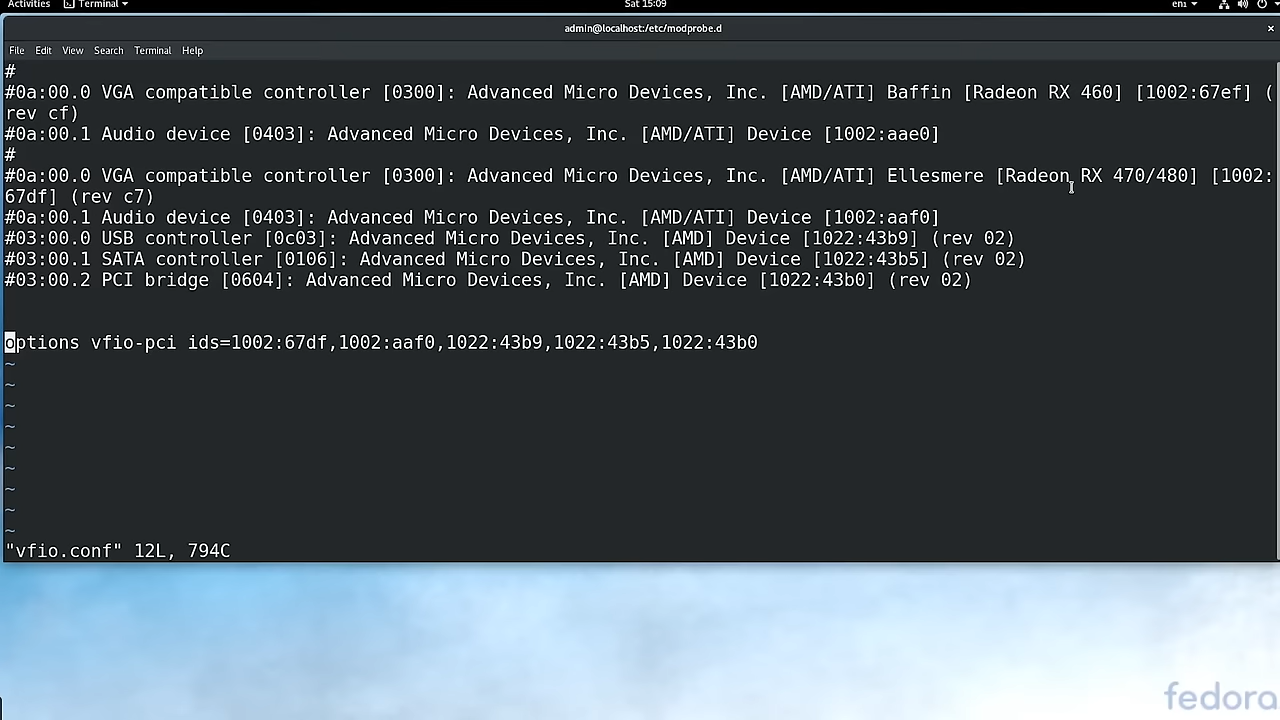 Activities Terminal Sat 15:09 en1
admin@localhost:/etc/modprobe.d
File Edit View Search Terminal Help
#
#0a:00.0 VGA compatible controller [0300]: Advanced Micro Devices, Inc. [AMD/ATI] Baffin [Radeon RX 460] [1002:67ef] (
rev cf)
#0a:00.1 Audio device [0403]: Advanced Micro Devices, Inc. [AMD/ATI] Device [1002:aae0]
#
#0a:00.0 VGA compatible controller [0300]: Advanced Micro Devices, Inc. [AMD/ATI] Ellesmere [Radeon RX 470/480] [1002:
67df] (rev c7)
#0a:00.1 Audio device [0403]: Advanced Micro Devices, Inc. [AMD/ATI] Device [1002:aaf0]
#03:00.0 USB controller [0c03]: Advanced Micro Devices, Inc. [AMD] Device [1022:43b9] (rev 02)
#03:00.1 SATA controller [0106]: Advanced Micro Devices, Inc. [AMD] Device [1022:43b5] (rev 02)
#03:00.2 PCI bridge [0604]: Advanced Micro Devices, Inc. [AMD] Device [1022:43b0] (rev 02)
options vfio-pci ids=1002:67df,1002:aaf0,1022:43b9,1022:43b5,1022:43b0
~
~
~
~
~
~
~
~
~
"vfio.conf" 12L, 794C
fedora